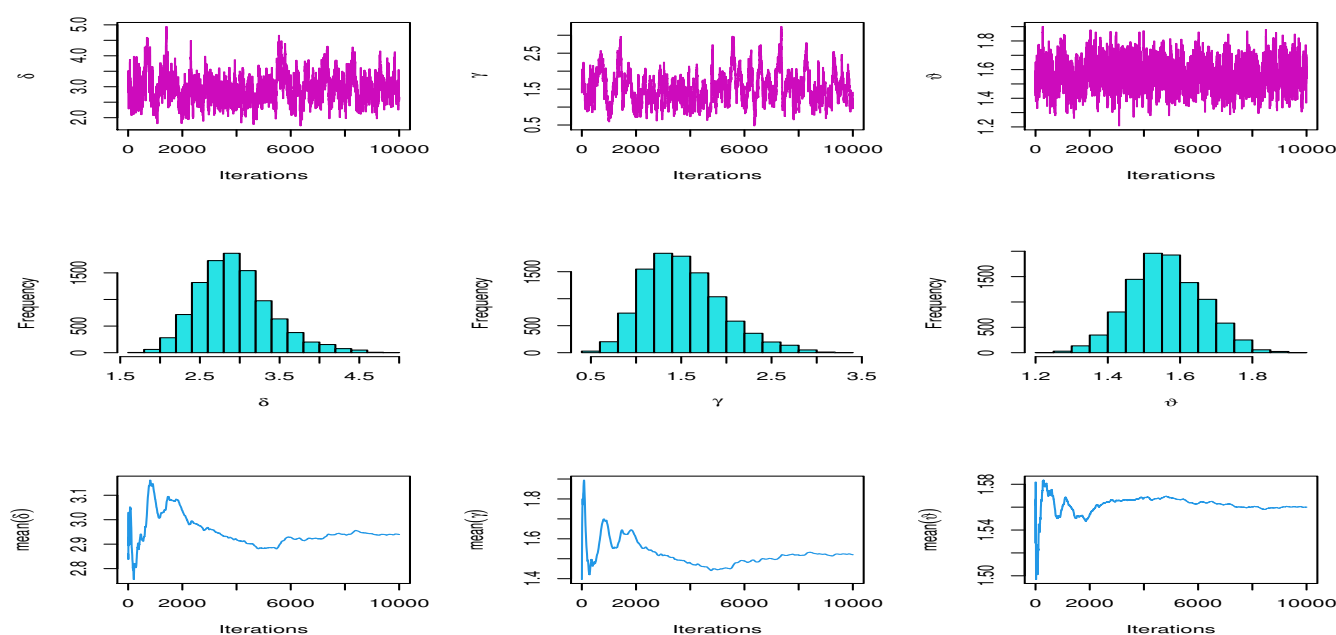 δ
2.0 3.0 4.0 5.0
0 2000 6000 10000
Iterations
γ
0.5 1.5 2.5
0 2000 6000 10000
Iterations
ϑ
1.2 1.4 1.6 1.8
0 2000 6000 10000
Iterations
Frequency
0 500 1500
1.5 2.5 3.5 4.5
δ
Frequency
0 500 1500
0.5 1.5 2.5 3.5
γ
Frequency
0 500 1500
1.2 1.4 1.6 1.8
ϑ
mean(δ)
2.8 2.9 3.0 3.1
0 2000 6000 10000
Iterations
mean(γ)
1.4 1.6 1.8
0 2000 6000 10000
Iterations
mean(ϑ)
1.50 1.54 1.58
0 2000 6000 10000
Iterations